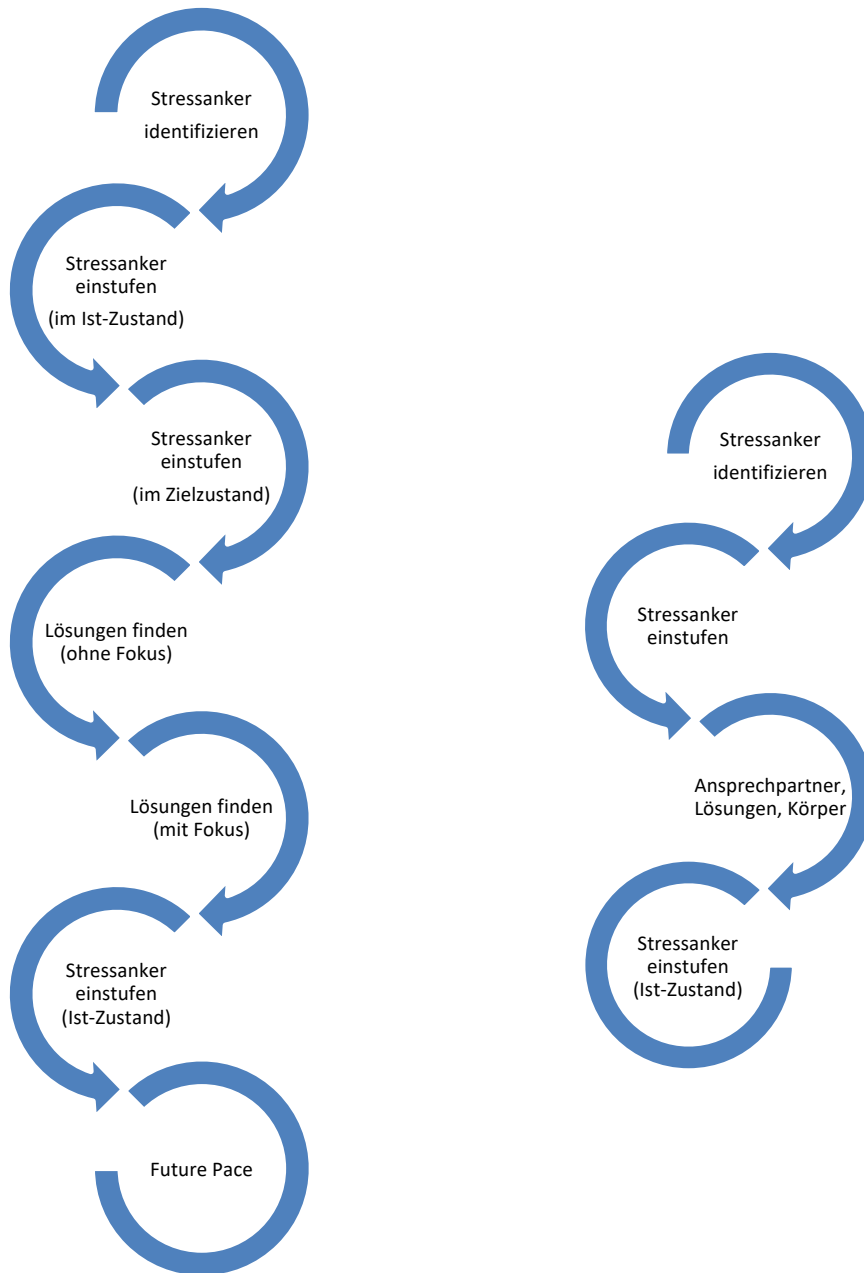 Stressanker
identifizieren
Stressanker
einstufen
(im Ist-Zustand)
Stressanker
einstufen
(im Zielzustand)
Lösungen finden
(ohne Fokus)
Lösungen finden
(mit Fokus)
Stressanker
einstufen
(Ist-Zustand)
Future Pace
Stressanker
identifizieren
Stressanker
einstufen
Ansprechpartner,
Lösungen, Körper
Stressanker
einstufen
(Ist-Zustand)